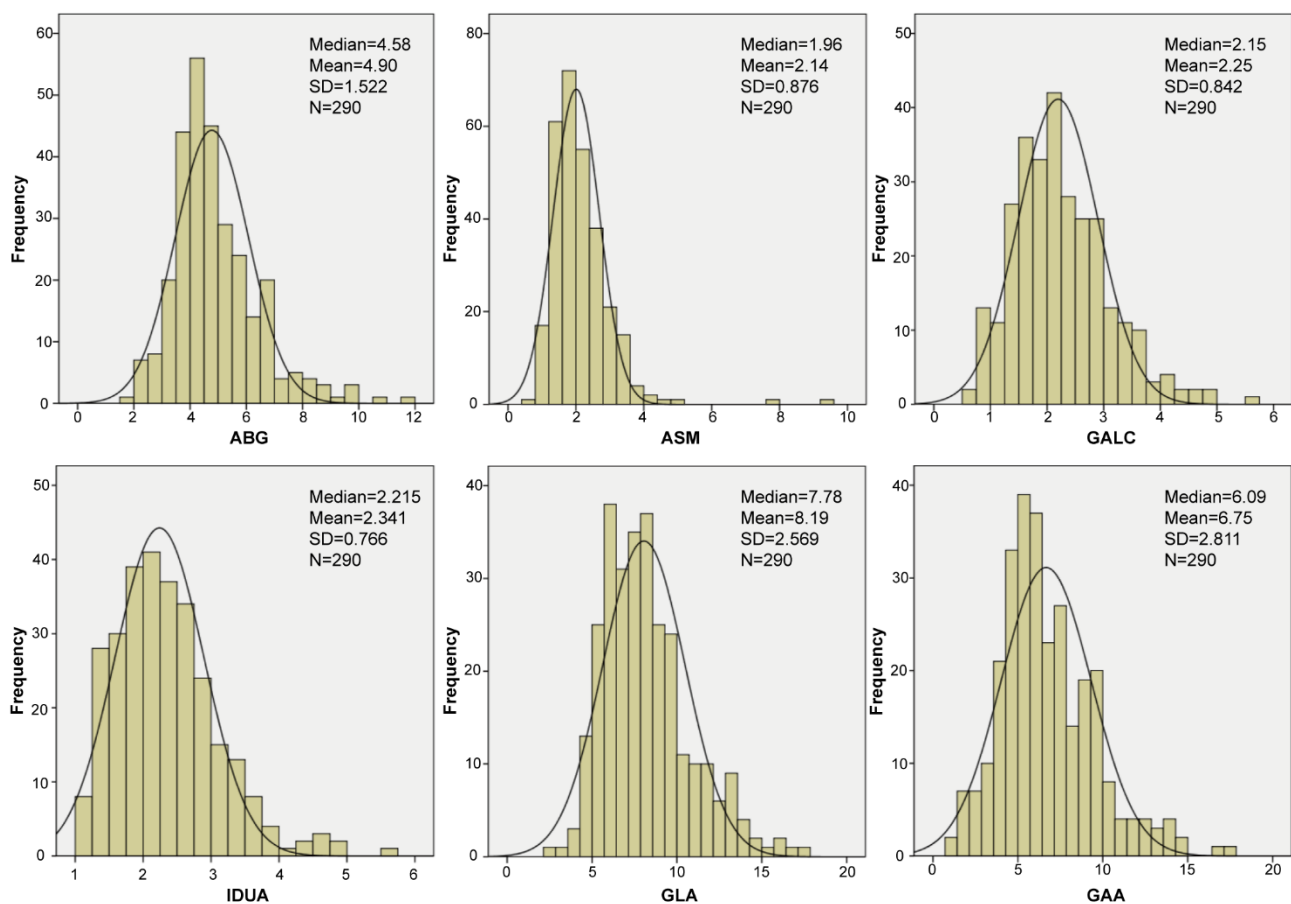 60
50
40
30
20
10
0
Frequency
Median=4.58
Mean=4.90
SD=1.522
N=290
0 2 4 6 8 10 12
ABG
80
60
40
20
0
Frequency
Median=1.96
Mean=2.14
SD=0.876
N=290
0 2 4 6 8 10
ASM
50
40
30
20
10
0
Frequency
Median=2.15
Mean=2.25
SD=0.842
N=290
0 1 2 3 4 5 6
GALC
50
40
30
20
10
0
Frequency
Median=2.215
Mean=2.341
SD=0.766
N=290
1 2 3 4 5 6
IDUA
40
30
20
10
0
Frequency
Median=7.78
Mean=8.19
SD=2.569
N=290
0 5 10 15 20
GLA
40
30
20
10
0
Frequency
Median=6.09
Mean=6.75
SD=2.811
N=290
0 5 10 15 20
GAA